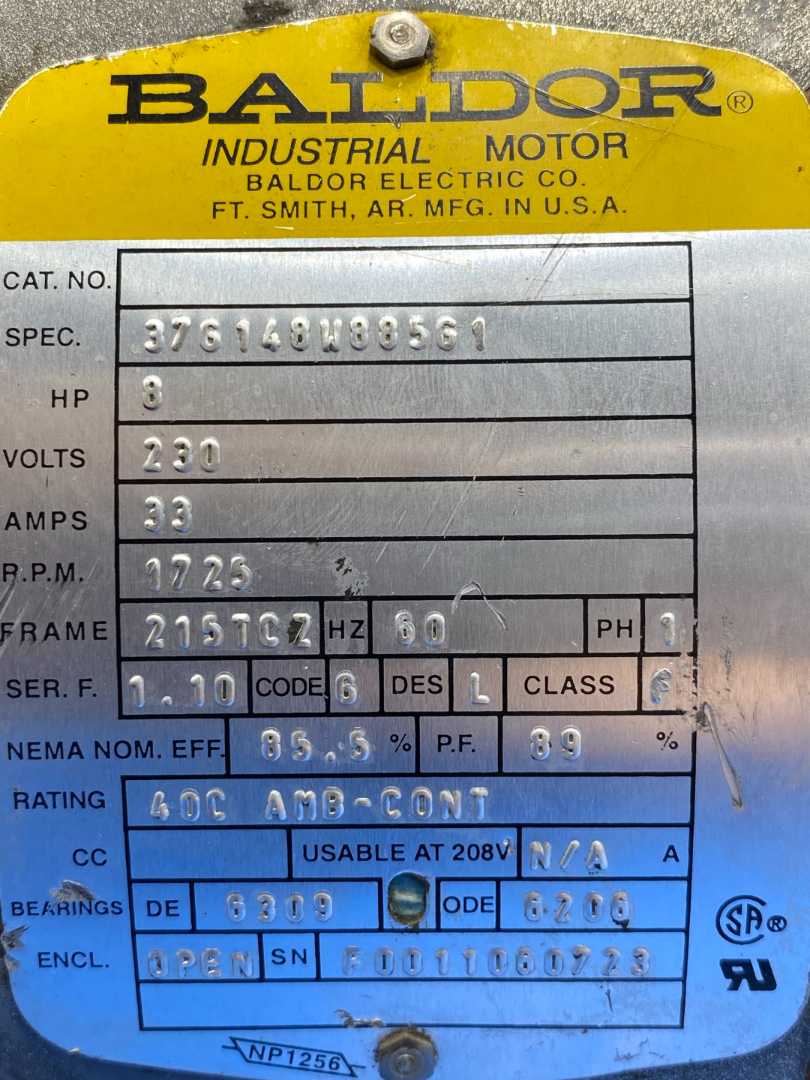 BALDOR®
INDUSTRIAL MOTOR
BALDOR ELECTRIC CO.
FT. SMITH, AR. MFG. IN U.S.A.
CAT. NO.
SPEC. 37G148W885G1
HP 8
VOLTS 230
AMPS 33
R.P.M. 1725
FRAME 215TCZ HZ 60 PH 1
SER. F. 1.10 CODE G DES L CLASS F
NEMA NOM. EFF. 85.5 % P.F. 89 %
RATING 40C AMB-CONT
CC USABLE AT 208V N/A A
BEARINGS DE 6309 ODE 6206
ENCL. OPEN SN F0011060723
SA ®
NP1256